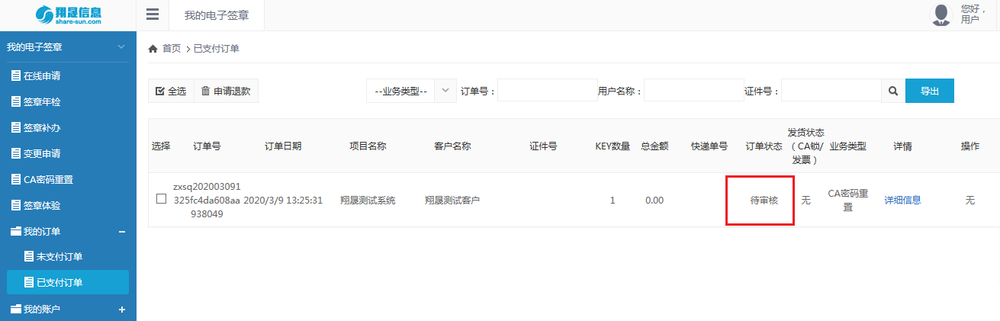 翔晟信息
share-sun.com
我的电子签章
您好，
用户
我的电子签章
在线申请
签章年检
签章补办
变更申请
CA密码重置
签章体验
我的订单
未支付订单
已支付订单
我的账户
首页 > 已支付订单
全选 申请退款 --业务类型-- 订单号： 用户名称： 证件号： 导出
选择 订单号 订单日期 项目名称 客户名称 证件号 KEY数量 总金额 快递单号 订单状态 发货状态（CA锁/发票） 业务类型 详情 操作
zxsq202003091
325fc4da608aa 2020/3/9 13:25:31 翔晟测试系统 翔晟测试客户 1 0.00 待审核 无 CA密码重置 详细信息 无
938049